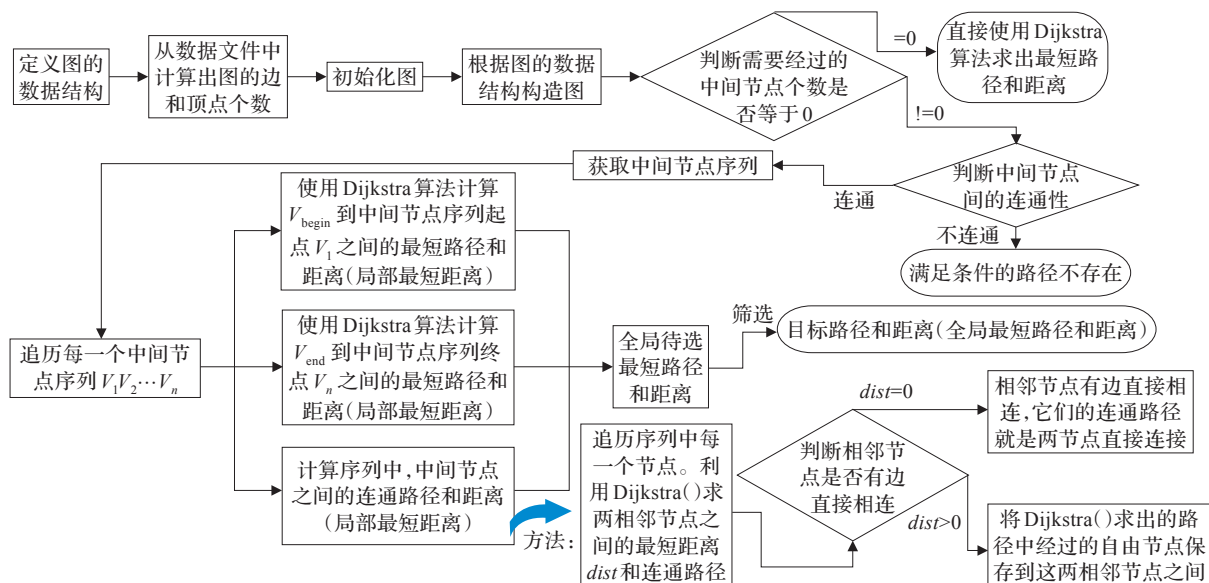 定义图的
数据结构
从数据文件中
计算出图的边
和顶点个数
初始化图
根据图的数据
结构构造图
判断需要经过的
中间节点个数是
否等于0
=0
直接使用Dijkstra
算法求出最短路
径和距离
!=0
判断中间节点
间的连通性
连通
不连通
获取中间节点序列
满足条件的路径不存在
追历每一个中间节
点序列V1V2⋯Vn
使用Dijkstra算法计算
Vbegin到中间节点序列起
点V1之间的最短路径和
距离(局部最短距离)
使用Dijkstra算法计算
Vend到中间节点序列终
点Vn之间的最短路径和
距离(局部最短距离)
计算序列中,中间节点
之间的连通路径和距离
(局部最短距离)
全局待选
最短路径
和距离
筛选
目标路径和距离(全局最短路径和距离)
方法：
追历序列中每
一个节点。利
用Dijkstra()求
两相邻节点之
间的最短距离
dist和连通路径
判断相邻节
点是否有边
直接相连
dist=0
相邻节点有边直接相
连,它们的连通路径
就是两节点直接连接
dist>0
将Dijkstra()求出的路
径中经过的自由节点保
存到这两相邻节点之间